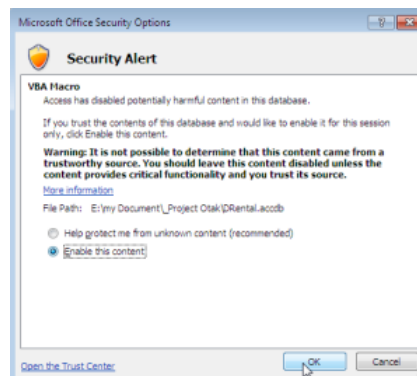 Microsoft Office Security Options
Security Alert
VBA Macro
Access has disabled potentially harmful content in this database.
If you trust the contents of this database and would like to enable it for this session
only, click Enable this content.
Warning: It is not possible to determine that this content came from a
trustworthy source. You should leave this content disabled unless the
content provides critical functionality and you trust its source.
More information
File Path: E:\my Document\_Project Otak\DRental.accdb
Help protect me from unknown content (recommended)
Enable this content
Open the Trust Center
OK
Cancel